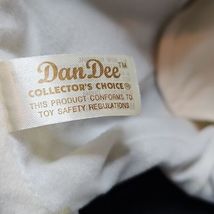 DanDee™
COLLECTOR'S CHOICE®
THIS PRODUCT CONFORMS TO
TOY SAFETY REGULATIONS